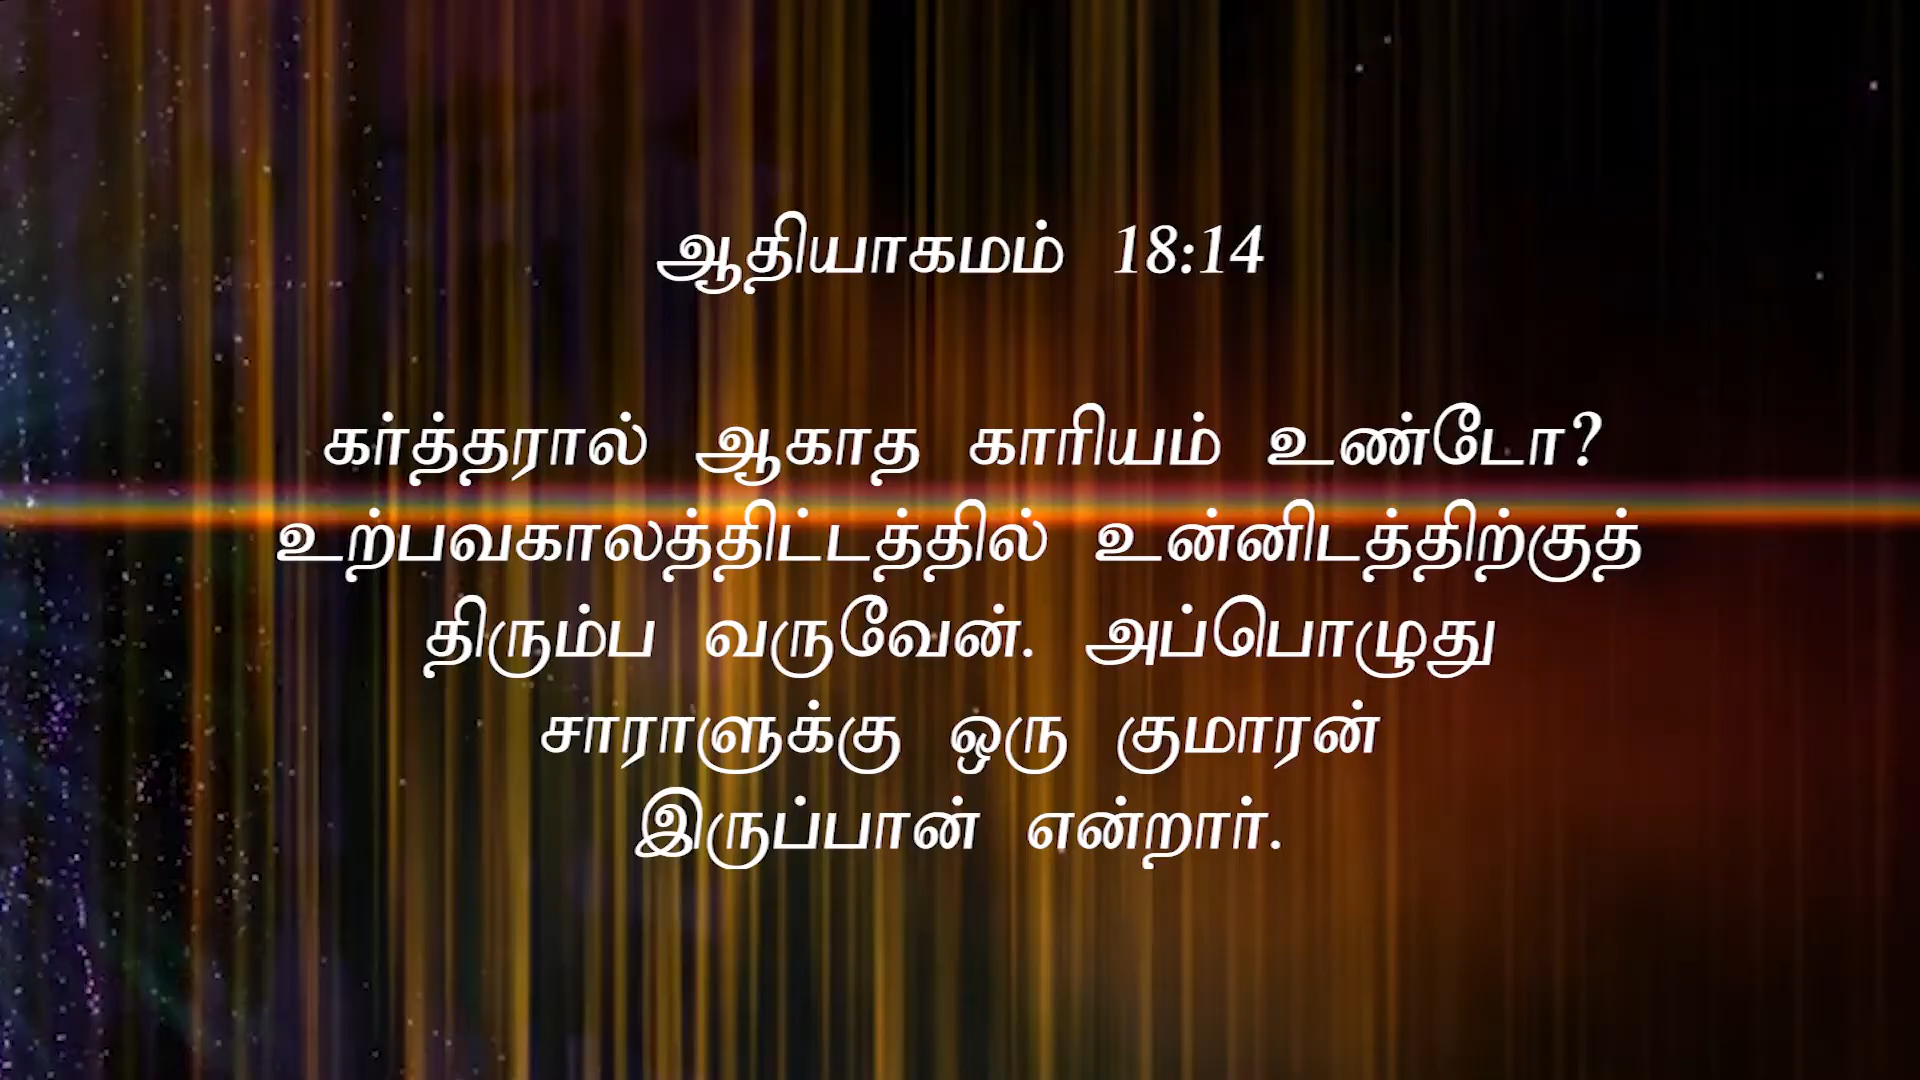 ஆதியாகமம் 18:14
கர்த்தரால் ஆகாத காரியம் உண்டோ?
உற்பவகாலத்திட்டத்தில் உன்னிடத்திற்குத்
திரும்ப வருவேன். அப்பொழுது
சாராளுக்கு ஒரு குமாரன்
இருப்பான் என்றார்.